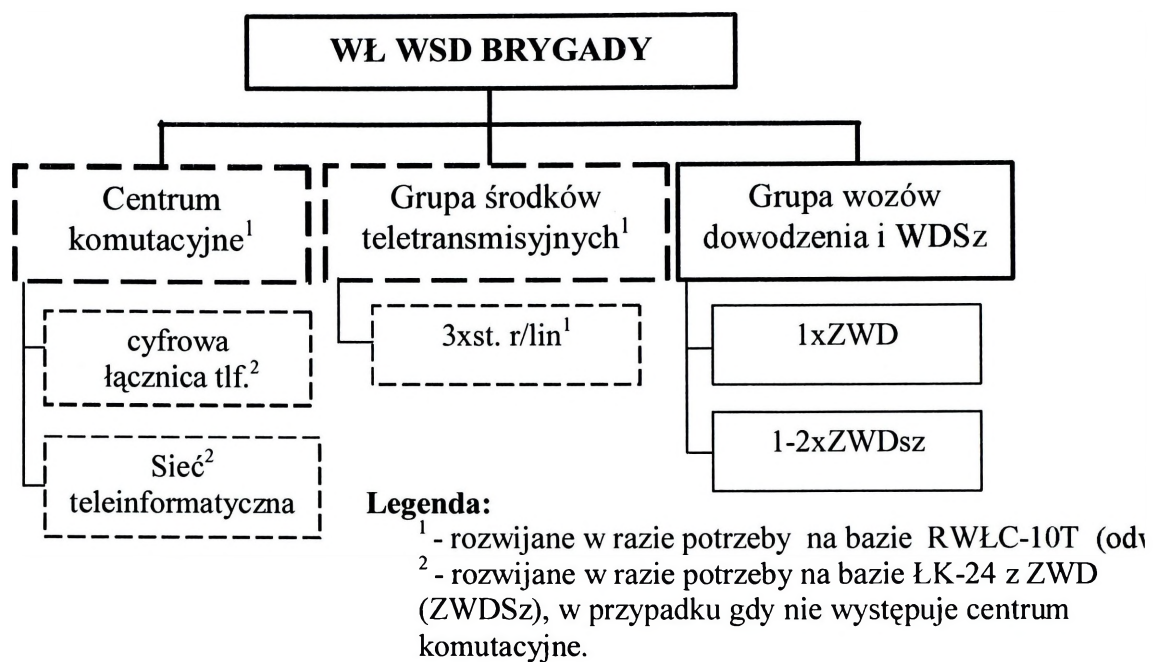 WŁ WSD BRYGADY
Centrum
komutacyjne¹
Grupa środków
teletransmisyjnych¹
Grupa wozów
dowodzenia i WDSz
cyfrowa
łącznica tlf.²
3xst. r/lin¹
1xZWD
Sieć²
teleinformatyczna
1-2xZWDsz
Legenda:
¹ - rozwijane w razie potrzeby na bazie RWŁC-10T
² - rozwijane w razie potrzeby na bazie ŁK-24 z ZWD
(ZWDSz), w przypadku gdy nie występuje centrum
komutacyjne.